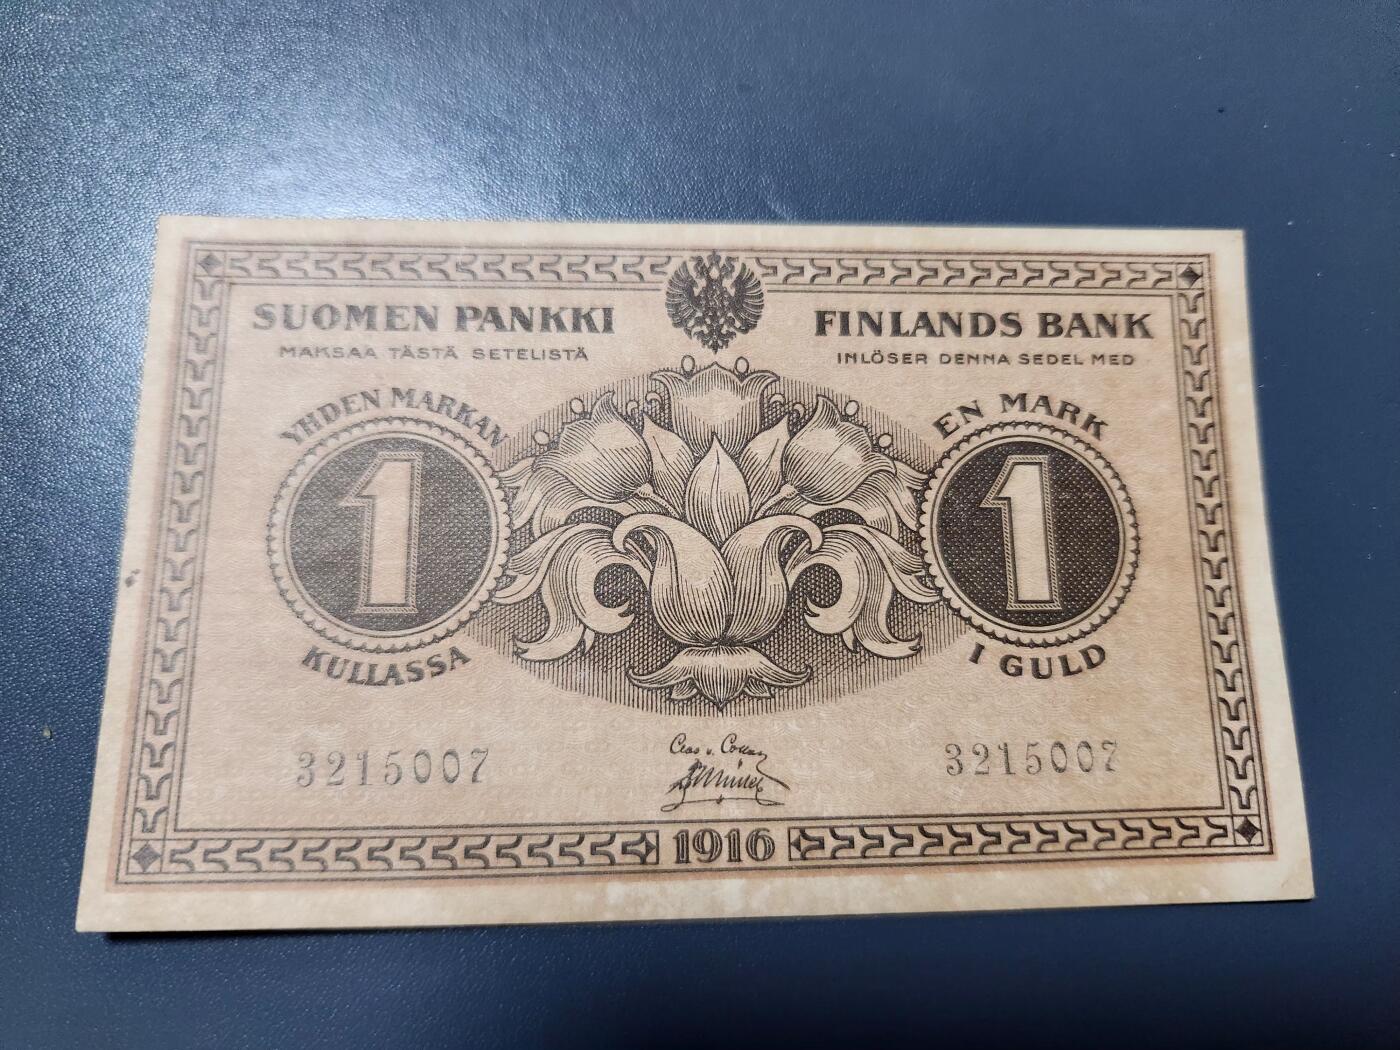 SUOMEN PANKKI
MAKSAA TÄSTÄ SETELISTÄ
YHDEN MARKAN
1
KULLASSA
3215007
FINLANDS BANK
INLÖSER DENNA SEDEL MED
EN MARK
1
I GULD
3215007
1916